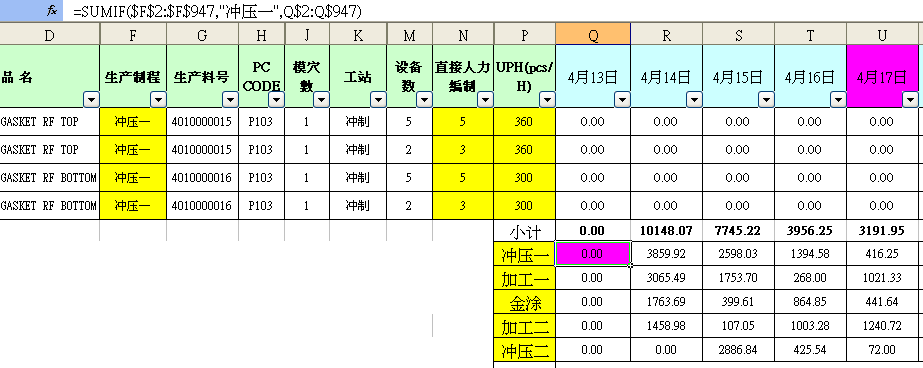 fx =SUMIF($F$2:$F$947,"冲压一",Q$2:Q$947)
D F G H J K M N P Q R S T U
品 名 生产制程 生产料号 PC CODE 模穴數 工站 设备数 直接人力编制 UPH(pcs/H) 4月13日 4月14日 4月15日 4月16日 4月17日
GASKET RF TOP 冲压一 4010000015 P103 1 冲制 5 5 360 0.00 0.00 0.00 0.00 0.00
GASKET RF TOP 冲压一 4010000015 P103 1 冲制 2 3 360 0.00 0.00 0.00 0.00 0.00
GASKET RF BOTTOM 冲压一 4010000016 P103 1 冲制 5 5 300 0.00 0.00 0.00 0.00 0.00
GASKET RF BOTTOM 冲压一 4010000016 P103 1 冲制 2 3 300 0.00 0.00 0.00 0.00 0.00
小计 0.00 10148.07 7745.22 3956.25 3191.95
冲压一 0.00 3859.92 2598.03 1394.58 416.25
加工一 0.00 3065.49 1753.70 268.00 1021.33
金涂 0.00 1763.69 399.61 864.85 441.64
加工二 0.00 1458.98 107.05 1003.28 1240.72
冲压二 0.00 0.00 2886.84 425.54 72.00